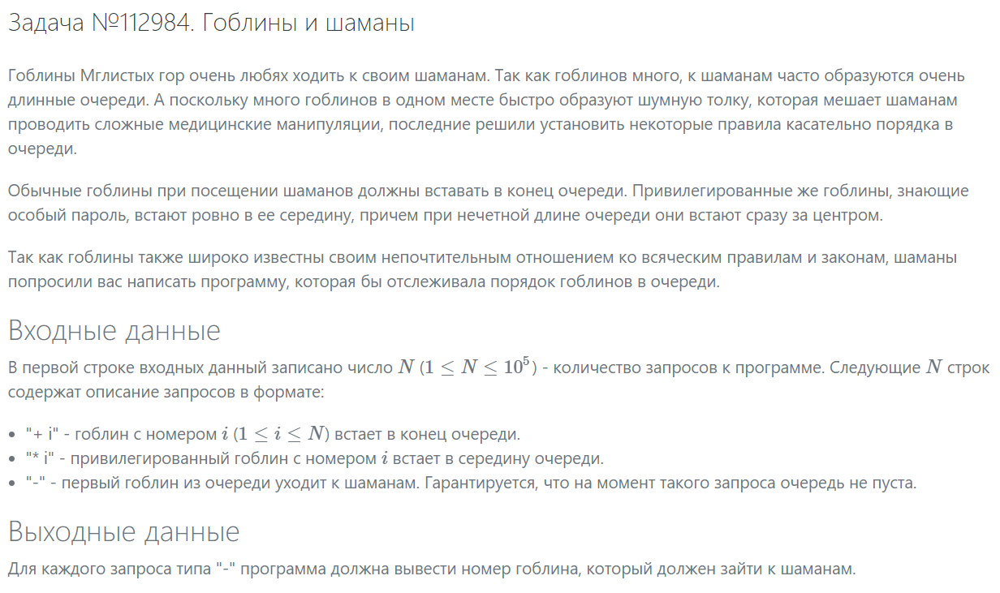 Задача №112984. Гоблины и шаманы
Гоблины Мглистых гор очень любях ходить к своим шаманам. Так как гоблинов много, к шаманам часто образуются очень
длинные очереди. А поскольку много гоблинов в одном месте быстро образуют шумную толку, которая мешает шаманам
проводить сложные медицинские манипуляции, последние решили установить некоторые правила касательно порядка в
очереди.
Обычные гоблины при посещении шаманов должны вставать в конец очереди. Привилегированные же гоблины, знающие
особый пароль, встают ровно в ее середину, причем при нечетной длине очереди они встают сразу за центром.
Так как гоблины также широко известны своим непочтительным отношением ко всяческим правилам и законам, шаманы
попросили вас написать программу, которая бы отслеживала порядок гоблинов в очереди.
Входные данные
В первой строке входных данный записано число N (1 ≤ N ≤ 10⁵) - количество запросов к программе. Следующие N строк
содержат описание запросов в формате:
• "+ i" - гоблин с номером i (1 ≤ i ≤ N) встает в конец очереди.
• "* i" - привилегированный гоблин с номером i встает в середину очереди.
• "-" - первый гоблин из очереди уходит к шаманам. Гарантируется, что на момент такого запроса очередь не пуста.
Выходные данные
Для каждого запроса типа "-" программа должна вывести номер гоблина, который должен зайти к шаманам.